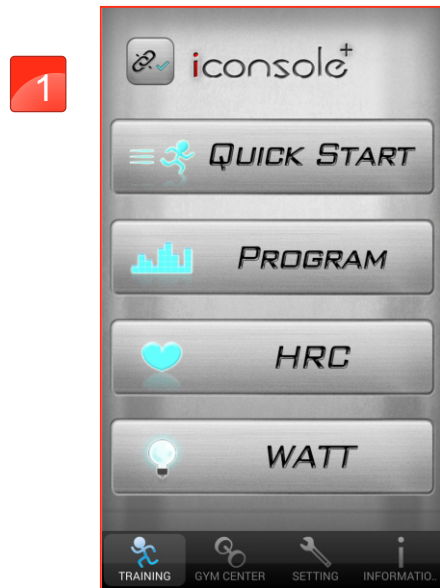 1
iconsole+
QUICK START
PROGRAM
HRC
WATT
TRAINING GYM CENTER SETTING INFORMATIO